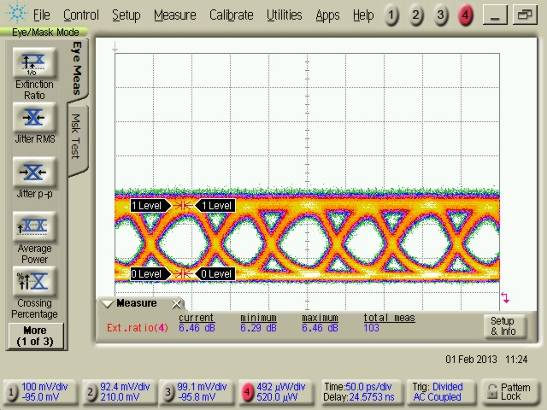 File Control Setup Measure Calibrate Utilities Apps Help 1 2 3 4
Eye/Mask Mode
Eye Meas
Msk Test
Extinction
Ratio
Jitter RMS
Jitter p-p
Average
Power
Crossing
Percentage
More
(1 of 3)
1 Level 1 Level
0 Level 0 Level
Measure
current minimum maximum total meas
Ext.ratio(4) 6.46 dB 6.29 dB 6.46 dB 103
Setup
& Info
01 Feb 2013 11:24
1 100 mV/div
-95.0 mV
2 92.4 mV/div
210.0 mV
3 99.1 mV/div
-95.8 mV
4 492 µW/div
520.0 µW
Time:50.0 ps/div
Delay:24.5753 ns
Trig: Divided
AC Coupled
Pattern
Lock